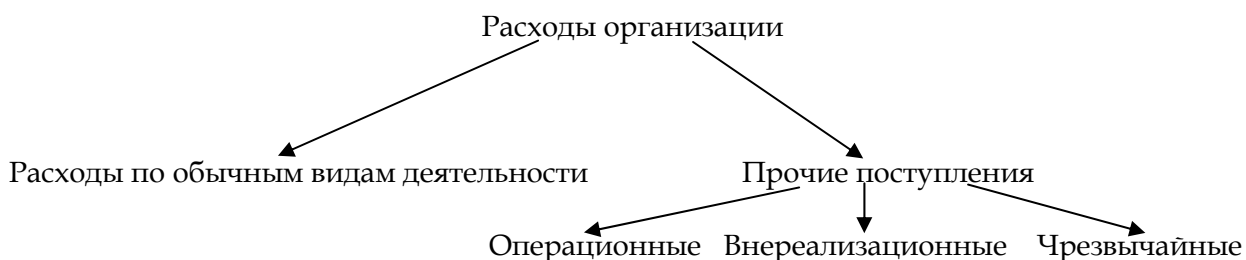 Расходы организации
Расходы по обычным видам деятельности Прочие поступления
Операционные Внереализационные Чрезвычайные